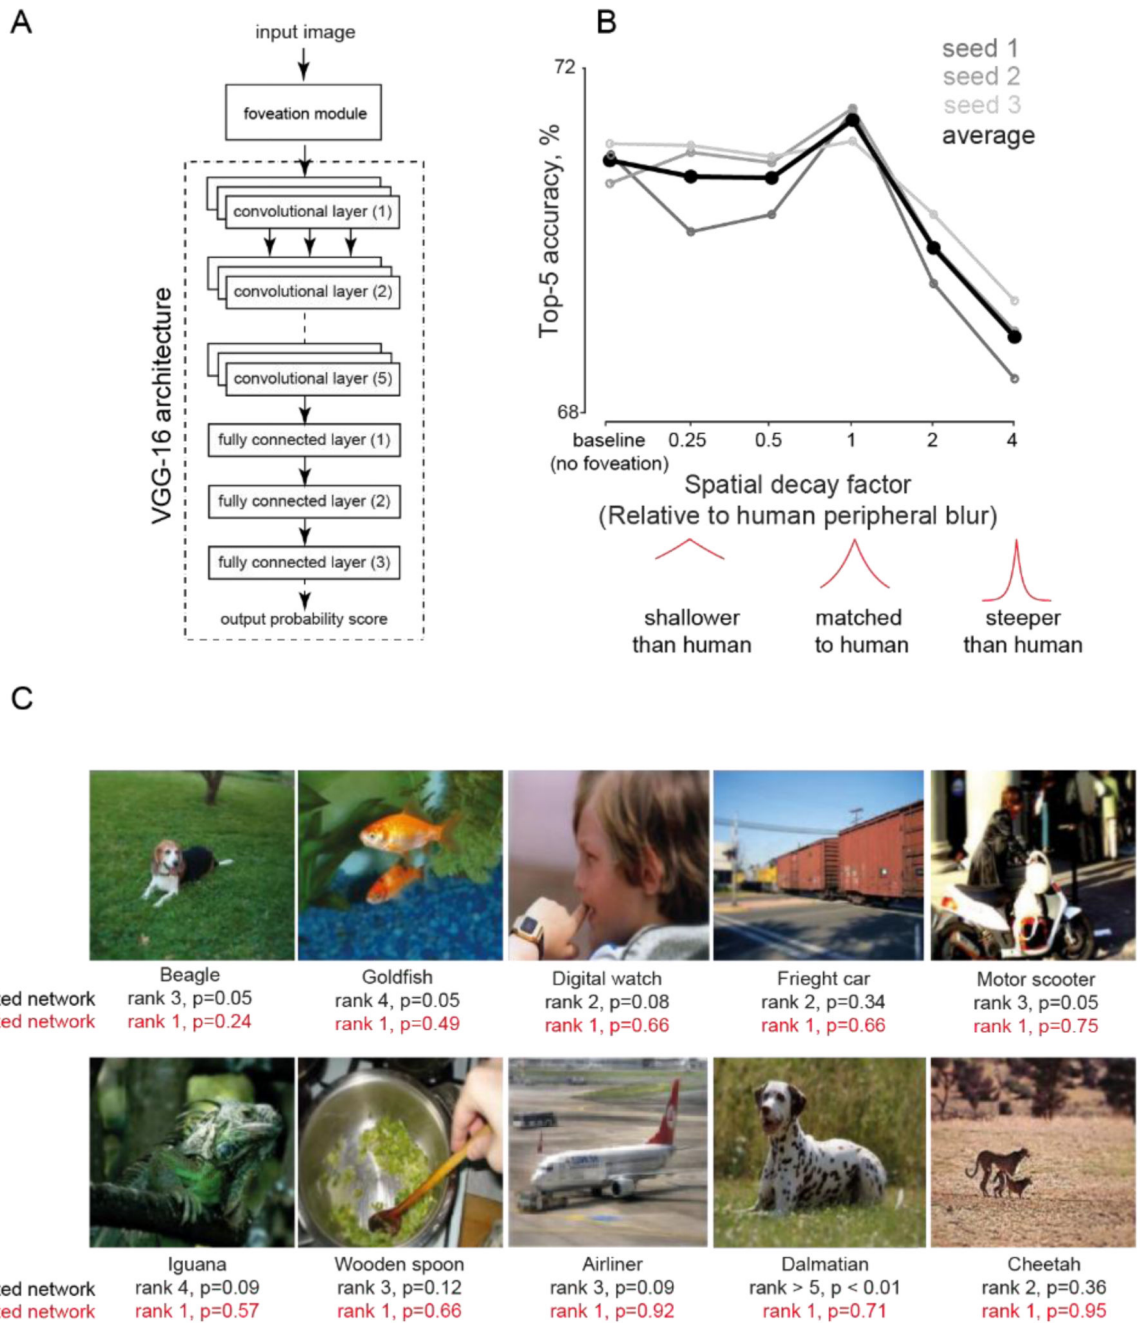 A
input image
foveation module
convolutional layer (1)
convolutional layer (2)
convolutional layer (5)
fully connected layer (1)
fully connected layer (2)
fully connected layer (3)
output probability score
VGG-16 architecture
B
seed 1
seed 2
seed 3
average
72
68
Top-5 accuracy, %
baseline 0.25 0.5 1 2 4
(no foveation)
Spatial decay factor
(Relative to human peripheral blur)
shallower matched steeper
than human to human than human
C
Beagle Goldfish Digital watch Frieght car Motor scooter
ted network rank 3, p=0.05 rank 4, p=0.05 rank 2, p=0.08 rank 2, p=0.34 rank 3, p=0.05
ted network rank 1, p=0.24 rank 1, p=0.49 rank 1, p=0.66 rank 1, p=0.66 rank 1, p=0.75
Iguana Wooden spoon Airliner Dalmatian Cheetah
ted network rank 4, p=0.09 rank 3, p=0.12 rank 3, p=0.09 rank > 5, p < 0.01 rank 2, p=0.36
ted network rank 1, p=0.57 rank 1, p=0.66 rank 1, p=0.92 rank 1, p=0.71 rank 1, p=0.95